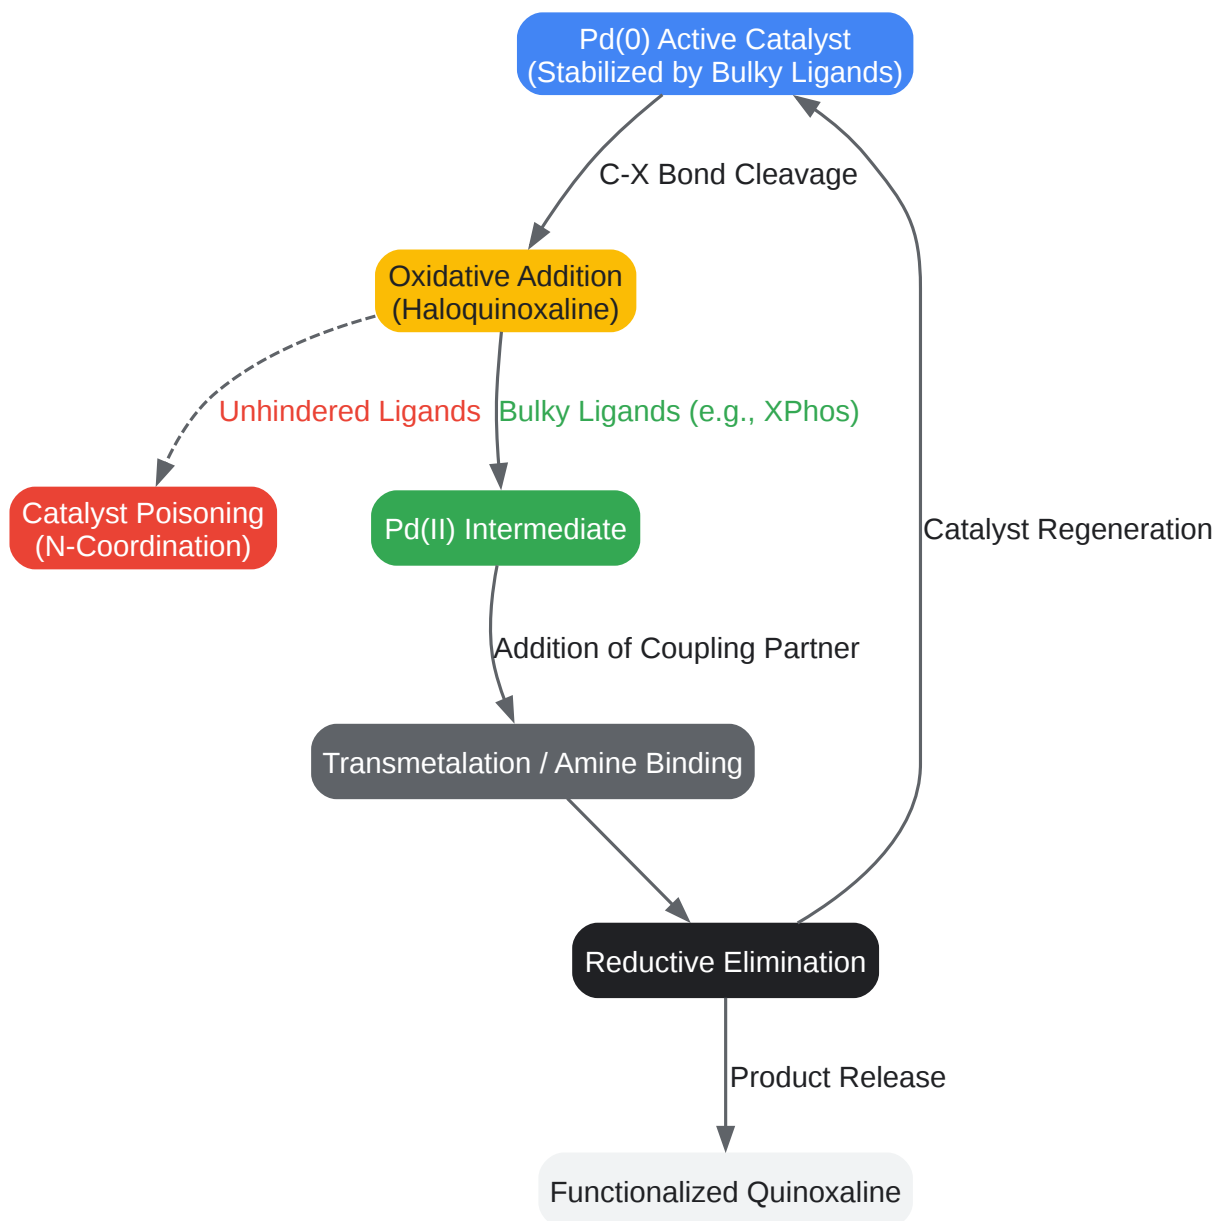 Pd(0) Active Catalyst
(Stabilized by Bulky Ligands)
C-X Bond Cleavage
Oxidative Addition
(Haloquinoxaline)
Unhindered Ligands
Bulky Ligands (e.g., XPhos)
Catalyst Poisoning
(N-Coordination)
Pd(II) Intermediate
Catalyst Regeneration
Addition of Coupling Partner
Transmetalation / Amine Binding
Reductive Elimination
Product Release
Functionalized Quinoxaline